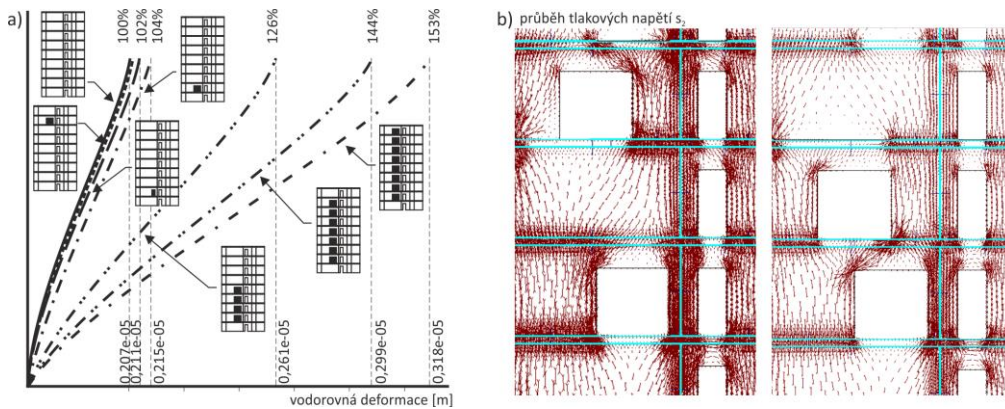 a)
100%
102%
104%
126%
144%
153%
0,207e-05
0,211e-05
0,215e-05
0,261e-05
0,299e-05
0,318e-05
vodorovná deformace [m]
b) průběh tlakových napětí s₂